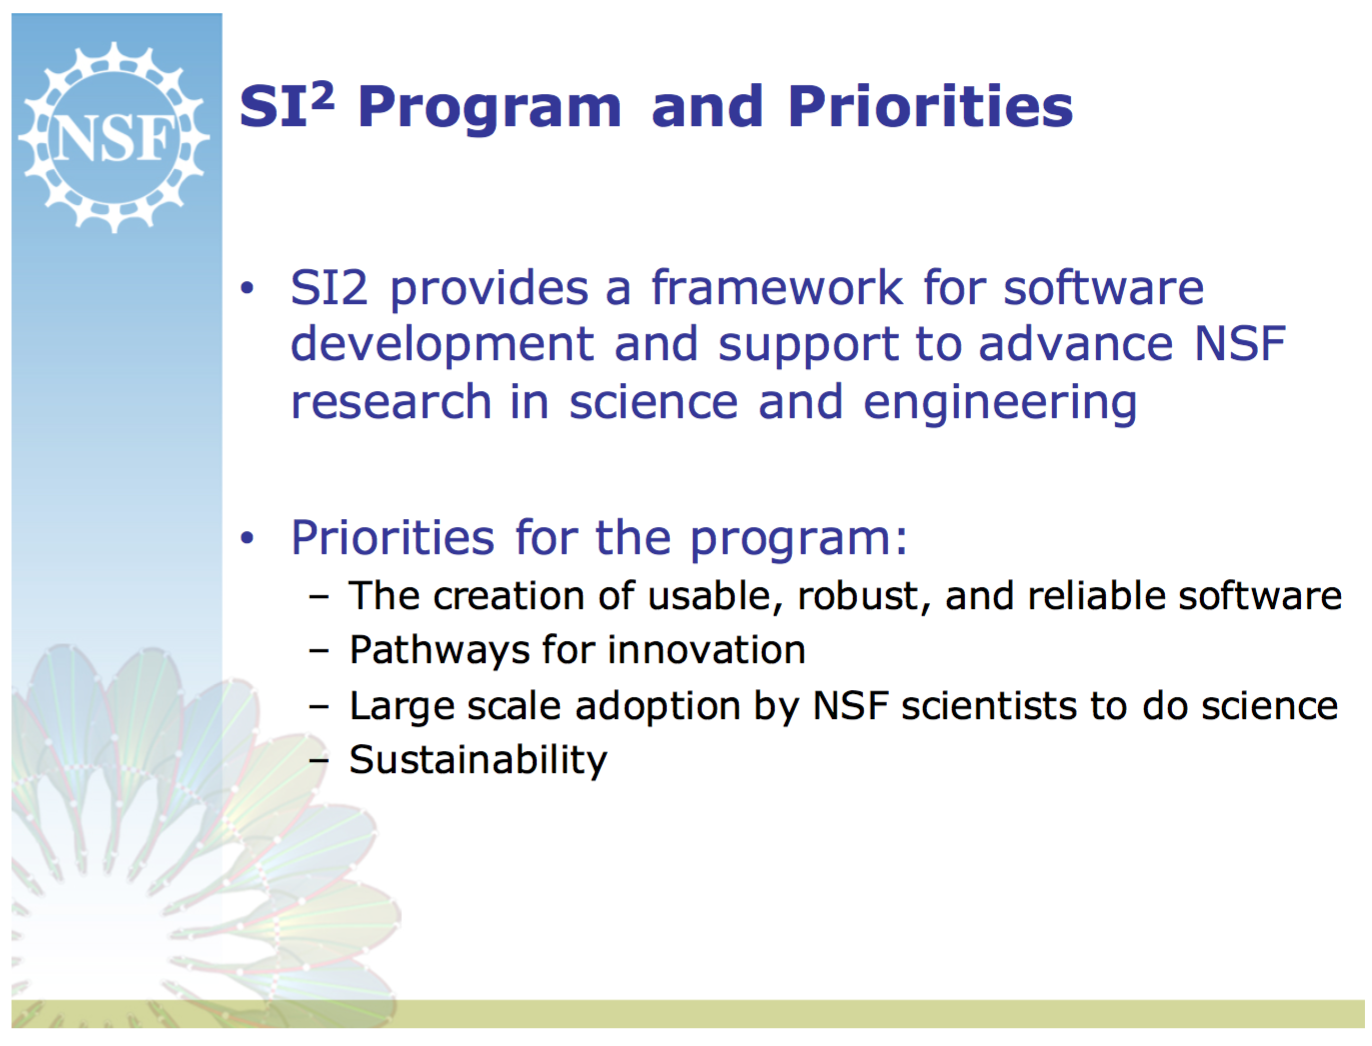 NSF
SI² Program and Priorities
• SI2 provides a framework for software
development and support to advance NSF
research in science and engineering
• Priorities for the program:
– The creation of usable, robust, and reliable software
– Pathways for innovation
– Large scale adoption by NSF scientists to do science
– Sustainability